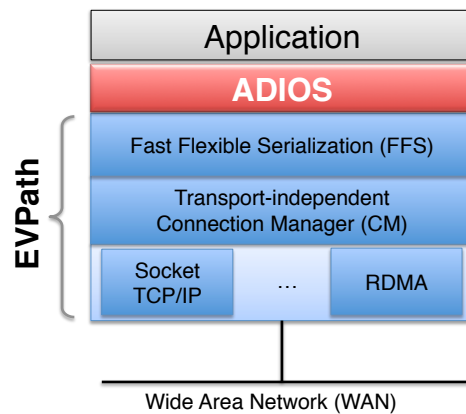 Application
ADIOS
EVPath
Fast Flexible Serialization (FFS)
Transport-independent
Connection Manager (CM)
Socket
TCP/IP
...
RDMA
Wide Area Network (WAN)